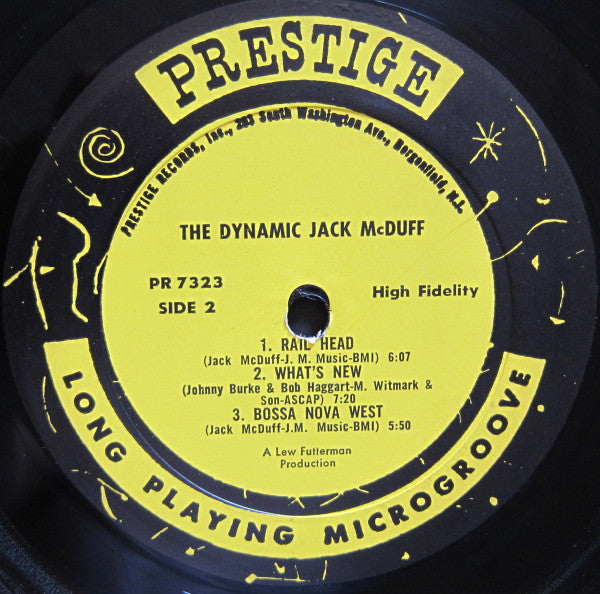 PRESTIGE
PRESTIGE RECORDS, Inc., 203 South Washington Ave., Bergenfield, N.J.
THE DYNAMIC JACK McDUFF
PR 7323
SIDE 2
High Fidelity
1. RAIL HEAD
(Jack McDuff-J. M. Music-BMI) 6:07
2. WHAT'S NEW
(Johnny Burke & Bob Haggart-M. Witmark &
Son-ASCAP) 7:20
3. BOSSA NOVA WEST
(Jack McDuff-J.M. Music-BMI) 5:50
A Lew Futterman
Production
LONG PLAYING MICROGROOVE